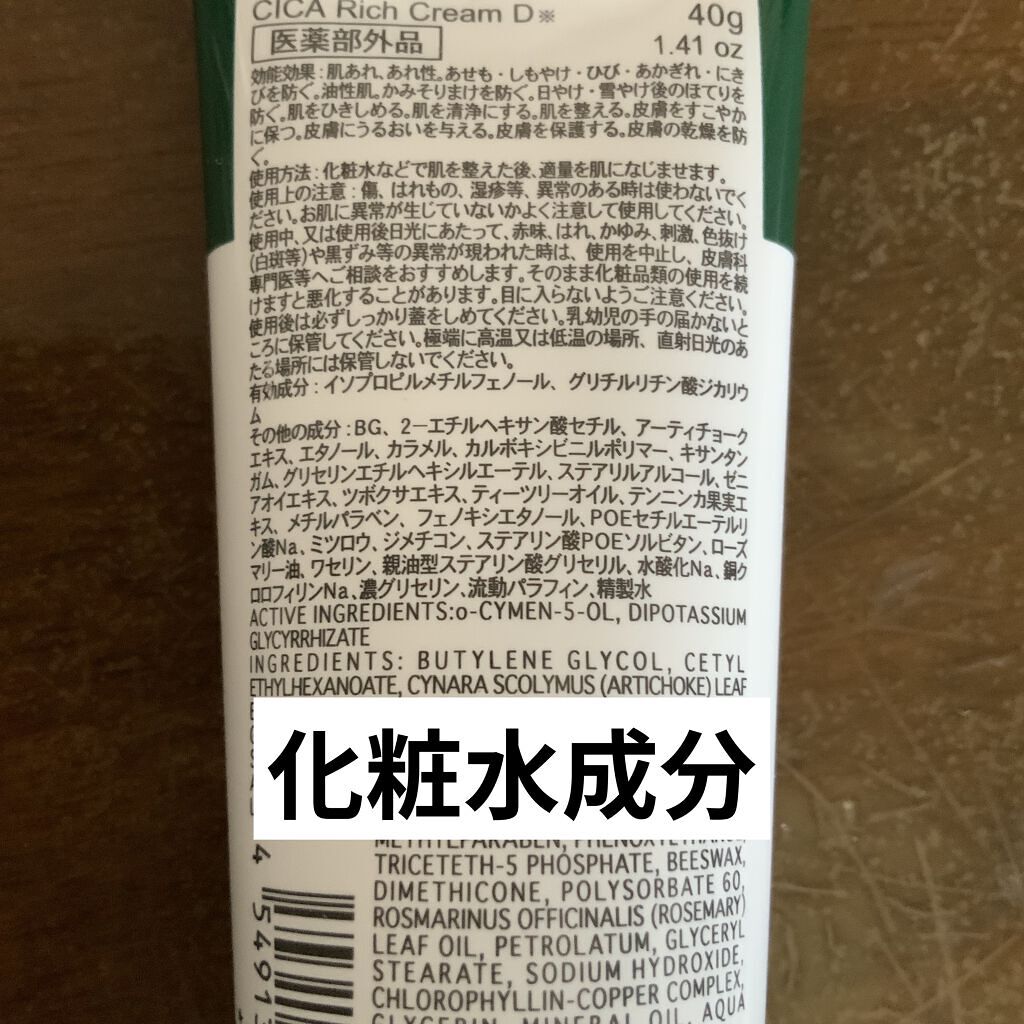 CICA Rich Cream D※ 40g
医薬部外品 1.41 oz
効能効果:肌あれ、あれ性。あせも・しもやけ・ひび・あかぎれ・にき
びを防ぐ。油性肌。かみそりまけを防ぐ。日やけ・雪やけ後のほてりを
防ぐ。肌をひきしめる。肌を清浄にする。肌を整える。皮膚をすこやか
に保つ。皮膚にうるおいを与える。皮膚を保護する。皮膚の乾燥を防
ぐ。
使用方法:化粧水などで肌を整えた後、適量を肌になじませます。
使用上の注意:傷、はれもの、湿疹等、異常のある時は使わないでく
ださい。お肌に異常が生じていないかよく注意して使用してください。
使用中、又は使用後日光にあたって、赤味、はれ、かゆみ、刺激、色抜け
(白斑等)や黒ずみ等の異常が現われた時は、使用を中止し、皮膚科
専門医等へご相談をおすすめします。そのまま化粧品類の使用を続
けますと悪化することがあります。目に入らないようご注意ください。
使用後は必ずしっかり蓋をしめてください。乳幼児の手の届かないと
ころに保管してください。極端に高温又は低温の場所、直射日光のあ
たる場所には保管しないでください。
有効成分:イソプロピルメチルフェノール、グリチルリチン酸ジカリウ
ム
その他の成分:BG、2-エチルヘキサン酸セチル、アーティチョーク
エキス、エタノール、カラメル、カルボキシビニルポリマー、キサンタン
ガム、グリセリンエチルヘキシルエーテル、ステアリルアルコール、ゼニ
アオイエキス、ツボクサエキス、ティーツリーオイル、テンニンカ果実エ
キス、メチルパラベン、フェノキシエタノール、POEセチルエーテルリ
ン酸Na、ミツロウ、ジメチコン、ステアリン酸POEソルビタン、ローズ
マリー油、ワセリン、親油型ステアリン酸グリセリル、水酸化Na、銅ク
ロロフィリンNa、濃グリセリン、流動パラフィン、精製水
ACTIVE INGREDIENTS:o-CYMEN-5-OL, DIPOTASSIUM
GLYCYRRHIZATE
INGREDIENTS: BUTYLENE GLYCOL, CETYL
ETHYLHEXANOATE, CYNARA SCOLYMUS (ARTICHOKE) LEAF
化粧水成分
METHYLPARABEN, PHENOXYETHANOL,
TRICETETH-5 PHOSPHATE, BEESWAX,
DIMETHICONE, POLYSORBATE 60,
ROSMARINUS OFFICINALIS (ROSEMARY)
LEAF OIL, PETROLATUM, GLYCERYL
STEARATE, SODIUM HYDROXIDE,
CHLOROPHYLLIN-COPPER COMPLEX,
GLYCERIN, MINERAL OIL, AQUA
4
54913